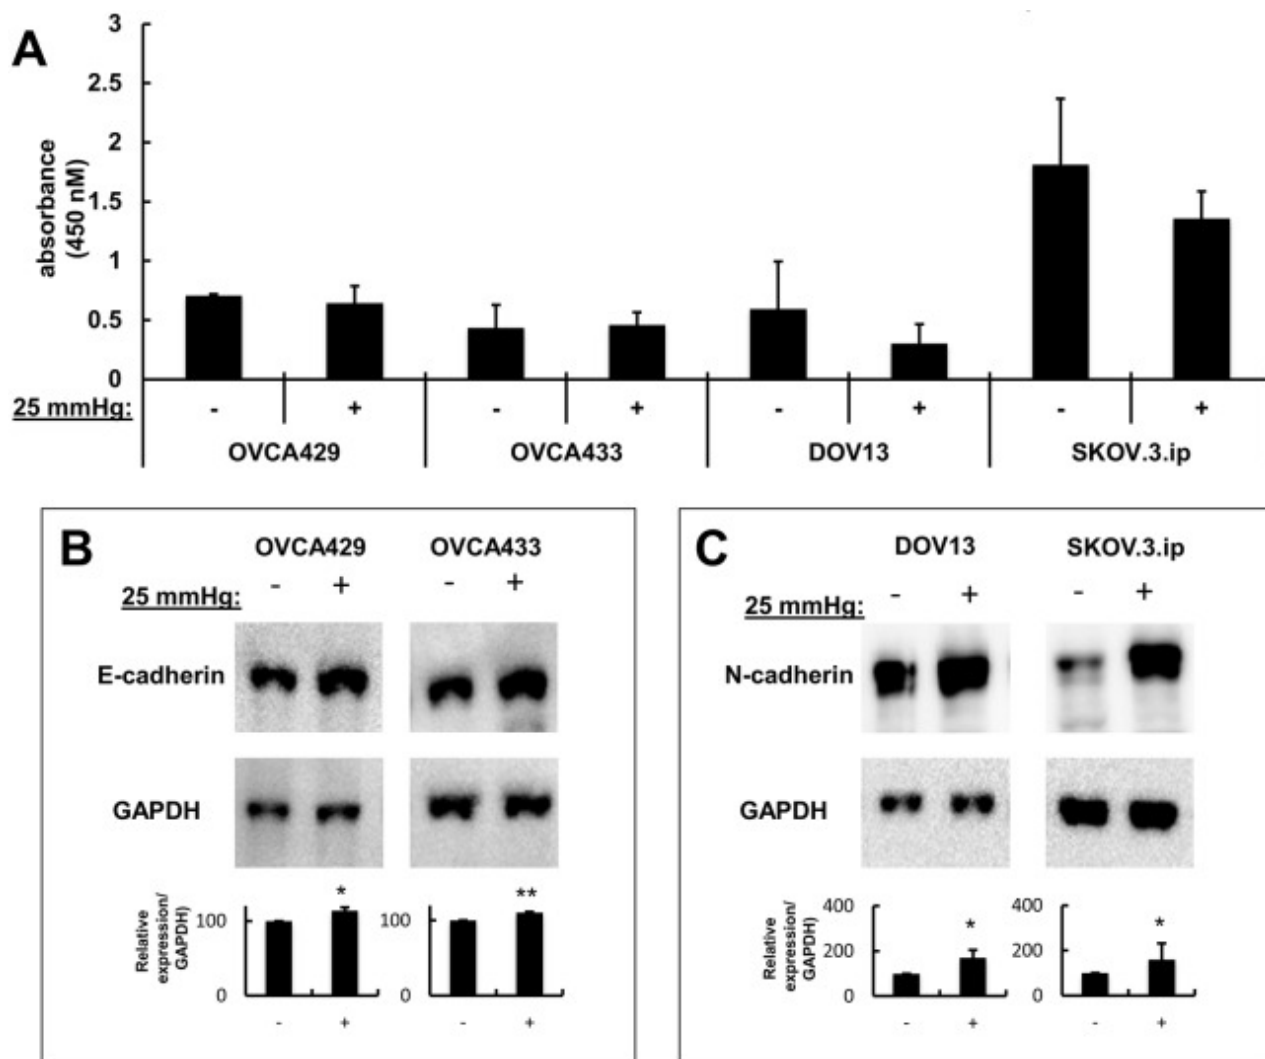 A
3
2.5
2
1.5
1
0.5
0
absorbance
(450 nM)
25 mmHg: - + - + - + - +
OVCA429 OVCA433 DOV13 SKOV.3.ip
B
OVCA429 OVCA433
25 mmHg: - + - +
E-cadherin
GAPDH
Relative
expression/
GAPDH)
100
0
*
- +
100
0
**
- +
C
DOV13 SKOV.3.ip
25 mmHg: - + - +
N-cadherin
GAPDH
Relative
expression/
GAPDH)
400
200
0
*
- +
400
200
0
*
- +